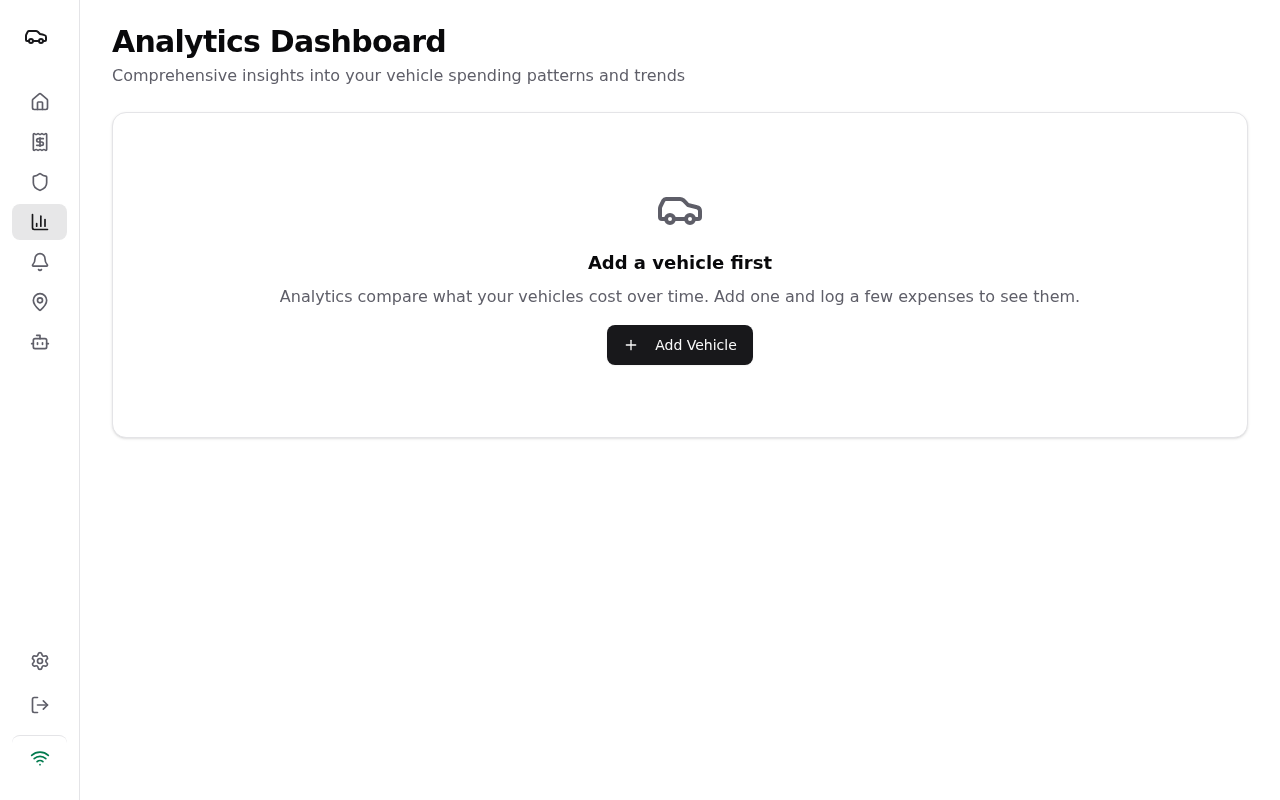 Analytics Dashboard
Comprehensive insights into your vehicle spending patterns and trends
Add a vehicle first
Analytics compare what your vehicles cost over time. Add one and log a few expenses to see them.
Add Vehicle